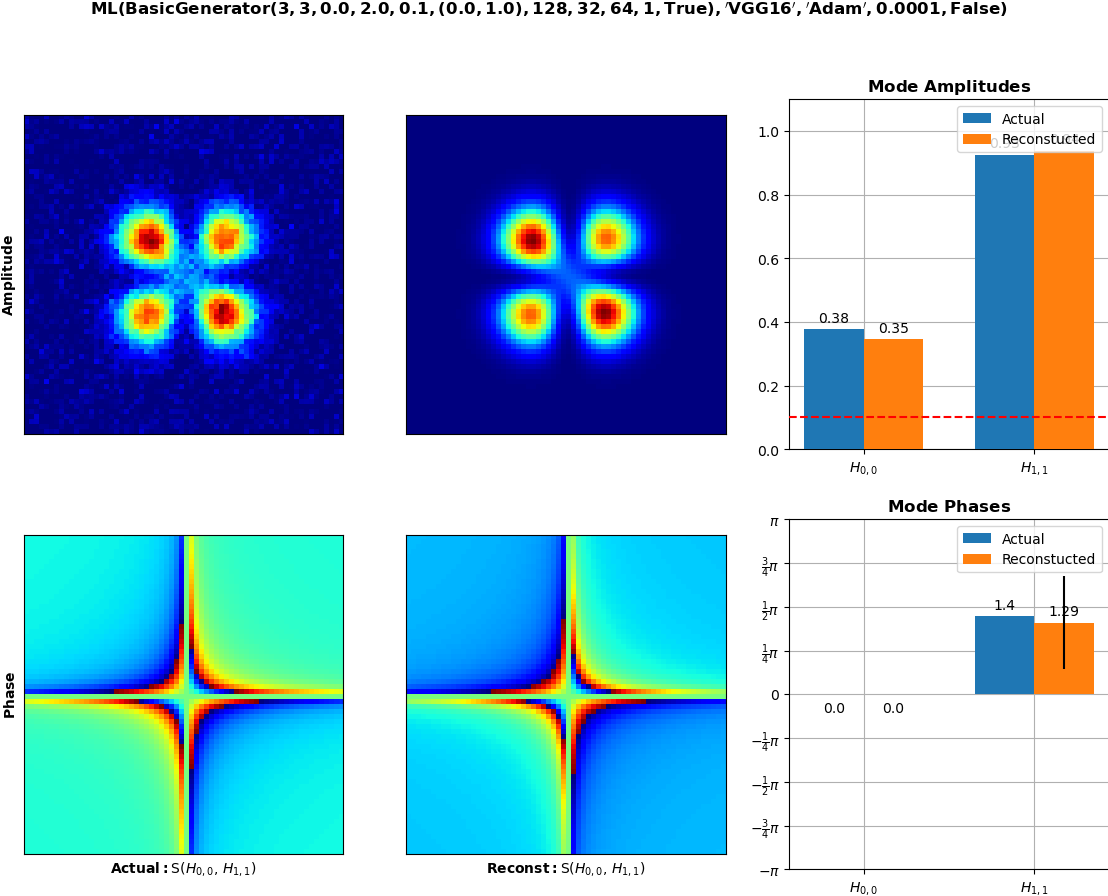 ML(BasicGenerator(3, 3, 0.0, 2.0, 0.1, (0.0, 1.0), 128, 32, 64, 1, True), 'VGG16', 'Adam', 0.0001, False)
Mode Amplitudes
Actual
Reconstucted
1.0
0.8
0.6
0.4
0.2
0.0
0.38
0.35
H0,0
H1,1
Amplitude
Mode Phases
Actual
Reconstucted
π
3/4π
1/2π
1/4π
0
−1/4π
−1/2π
−3/4π
−π
1.4
1.29
0.0
0.0
H0,0
H1,1
Phase
Actual: S(H0,0, H1,1)
Reconst: S(H0,0, H1,1)